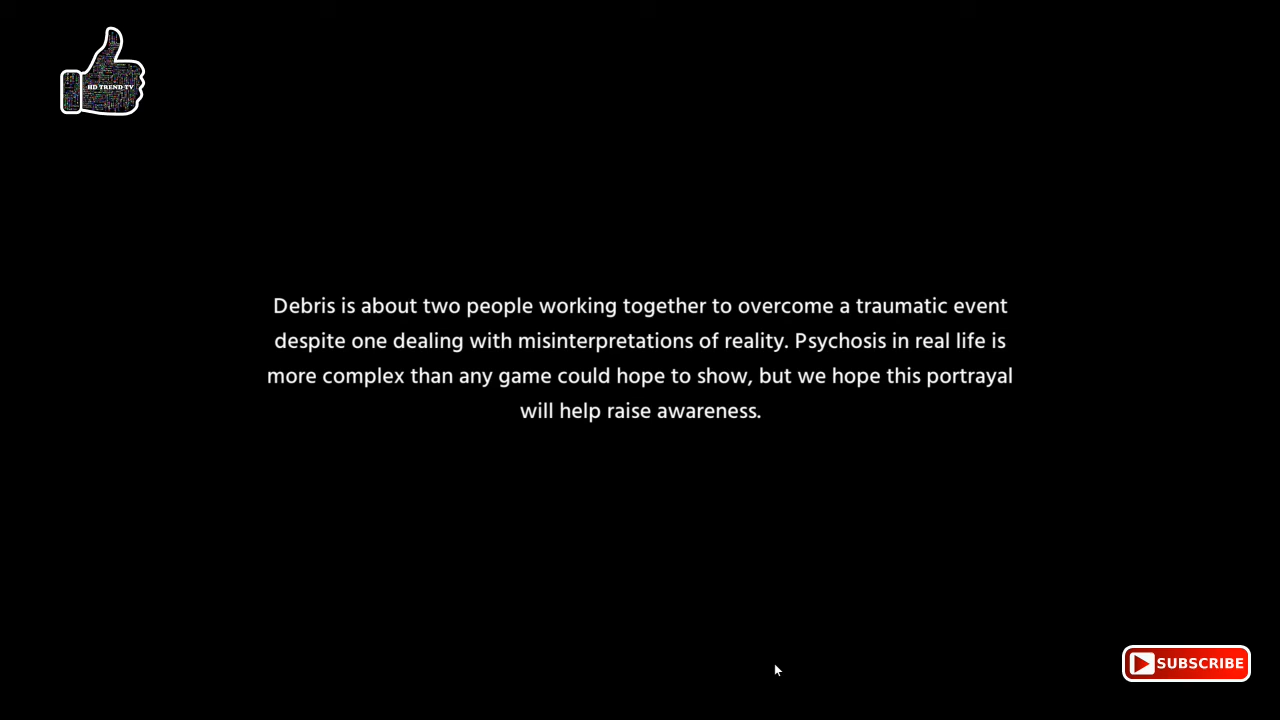 HD TREND TV
Debris is about two people working together to overcome a traumatic event
despite one dealing with misinterpretations of reality. Psychosis in real life is
more complex than any game could hope to show, but we hope this portrayal
will help raise awareness.
SUBSCRIBE